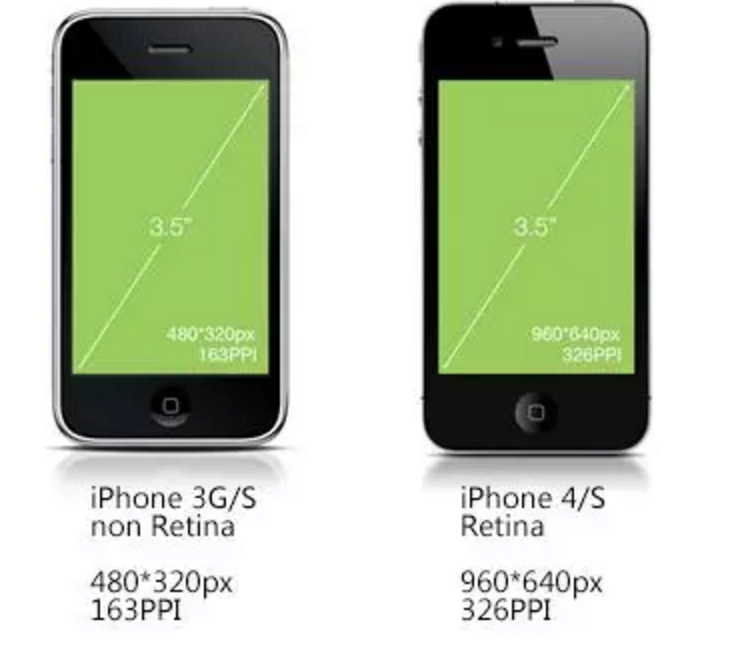 3.5"
480*320px
163PPI
3.5"
960*640px
326PPI
iPhone 3G/S
non Retina
480*320px
163PPI
iPhone 4/S
Retina
960*640px
326PPI